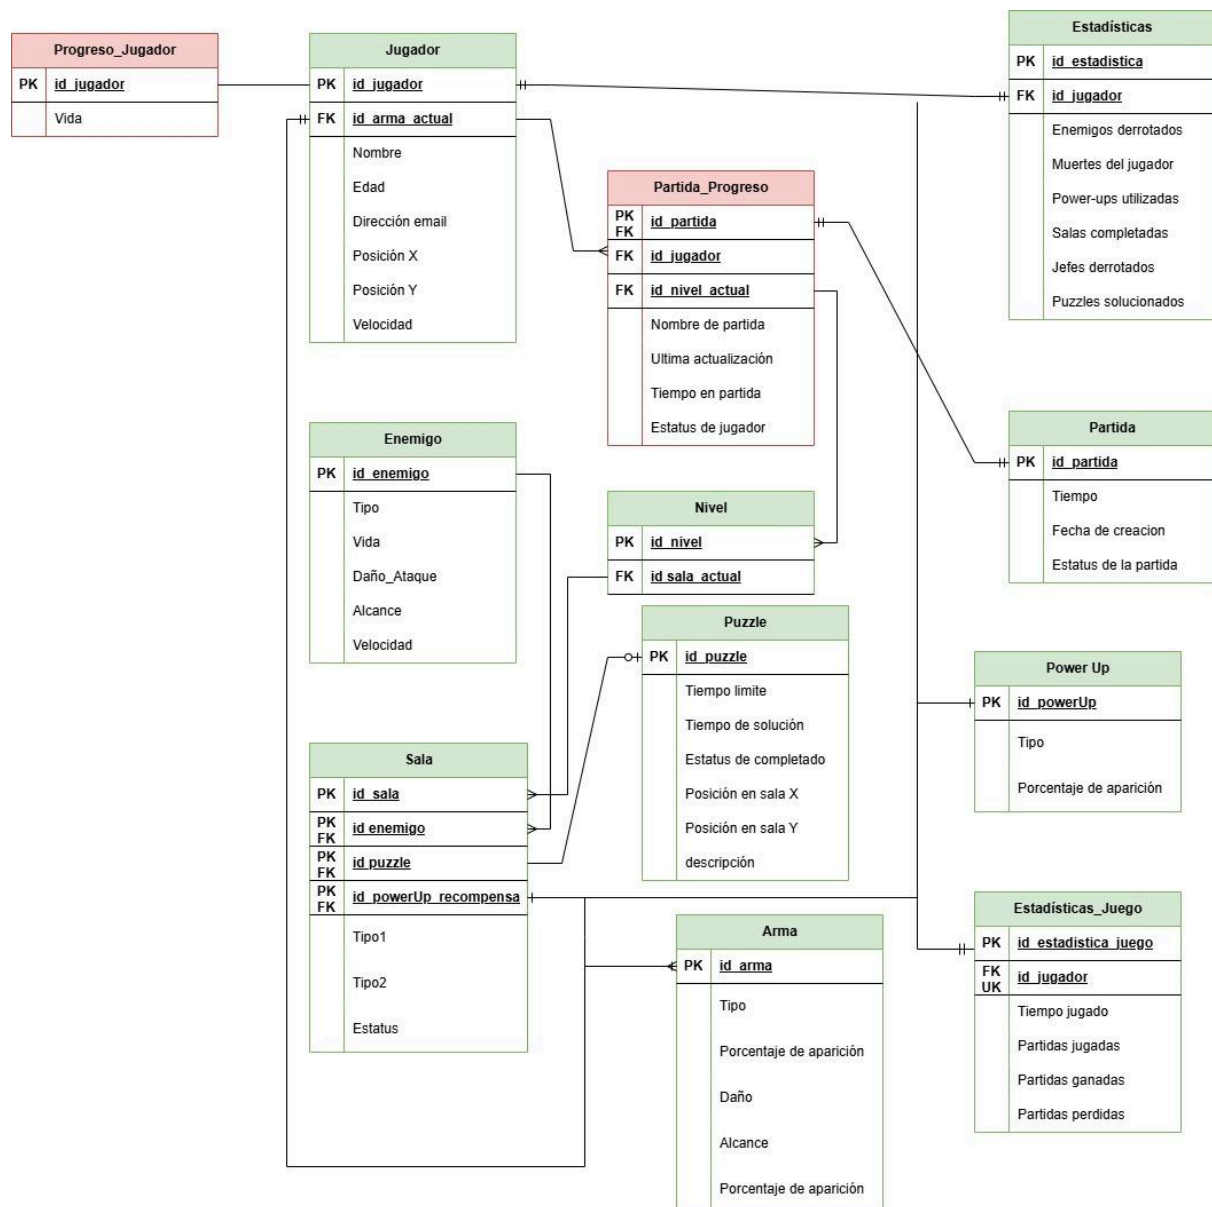 Progreso_Jugador
PK id_jugador
Vida
Jugador
PK id_jugador
FK id_arma_actual
Nombre
Edad
Dirección email
Posición X
Posición Y
Velocidad
Estadísticas
PK id_estadistica
FK id_jugador
Enemigos derrotados
Muertes del jugador
Power-ups utilizadas
Salas completadas
Jefes derrotados
Puzzles solucionados
Partida_Progreso
PK
FK id_partida
FK id_jugador
FK id_nivel_actual
Nombre de partida
Ultima actualización
Tiempo en partida
Estatus de jugador
Partida
PK id_partida
Tiempo
Fecha de creacion
Estatus de la partida
Enemigo
PK id_enemigo
Tipo
Vida
Daño_Ataque
Alcance
Velocidad
Nivel
PK id_nivel
FK id sala_actual
Puzzle
PK id_puzzle
Tiempo limite
Tiempo de solución
Estatus de completado
Posición en sala X
Posición en sala Y
descripción
Power Up
PK id_powerUp
Tipo
Porcentaje de aparición
Sala
PK id_sala
PK
FK id enemigo
PK
FK id puzzle
PK
FK id_powerUp_recompensa
Tipo1
Tipo2
Estatus
Arma
PK id_arma
Tipo
Porcentaje de aparición
Daño
Alcance
Porcentaje de aparición
Estadísticas_Juego
PK id_estadistica_juego
FK
UK id_jugador
Tiempo jugado
Partidas jugadas
Partidas ganadas
Partidas perdidas